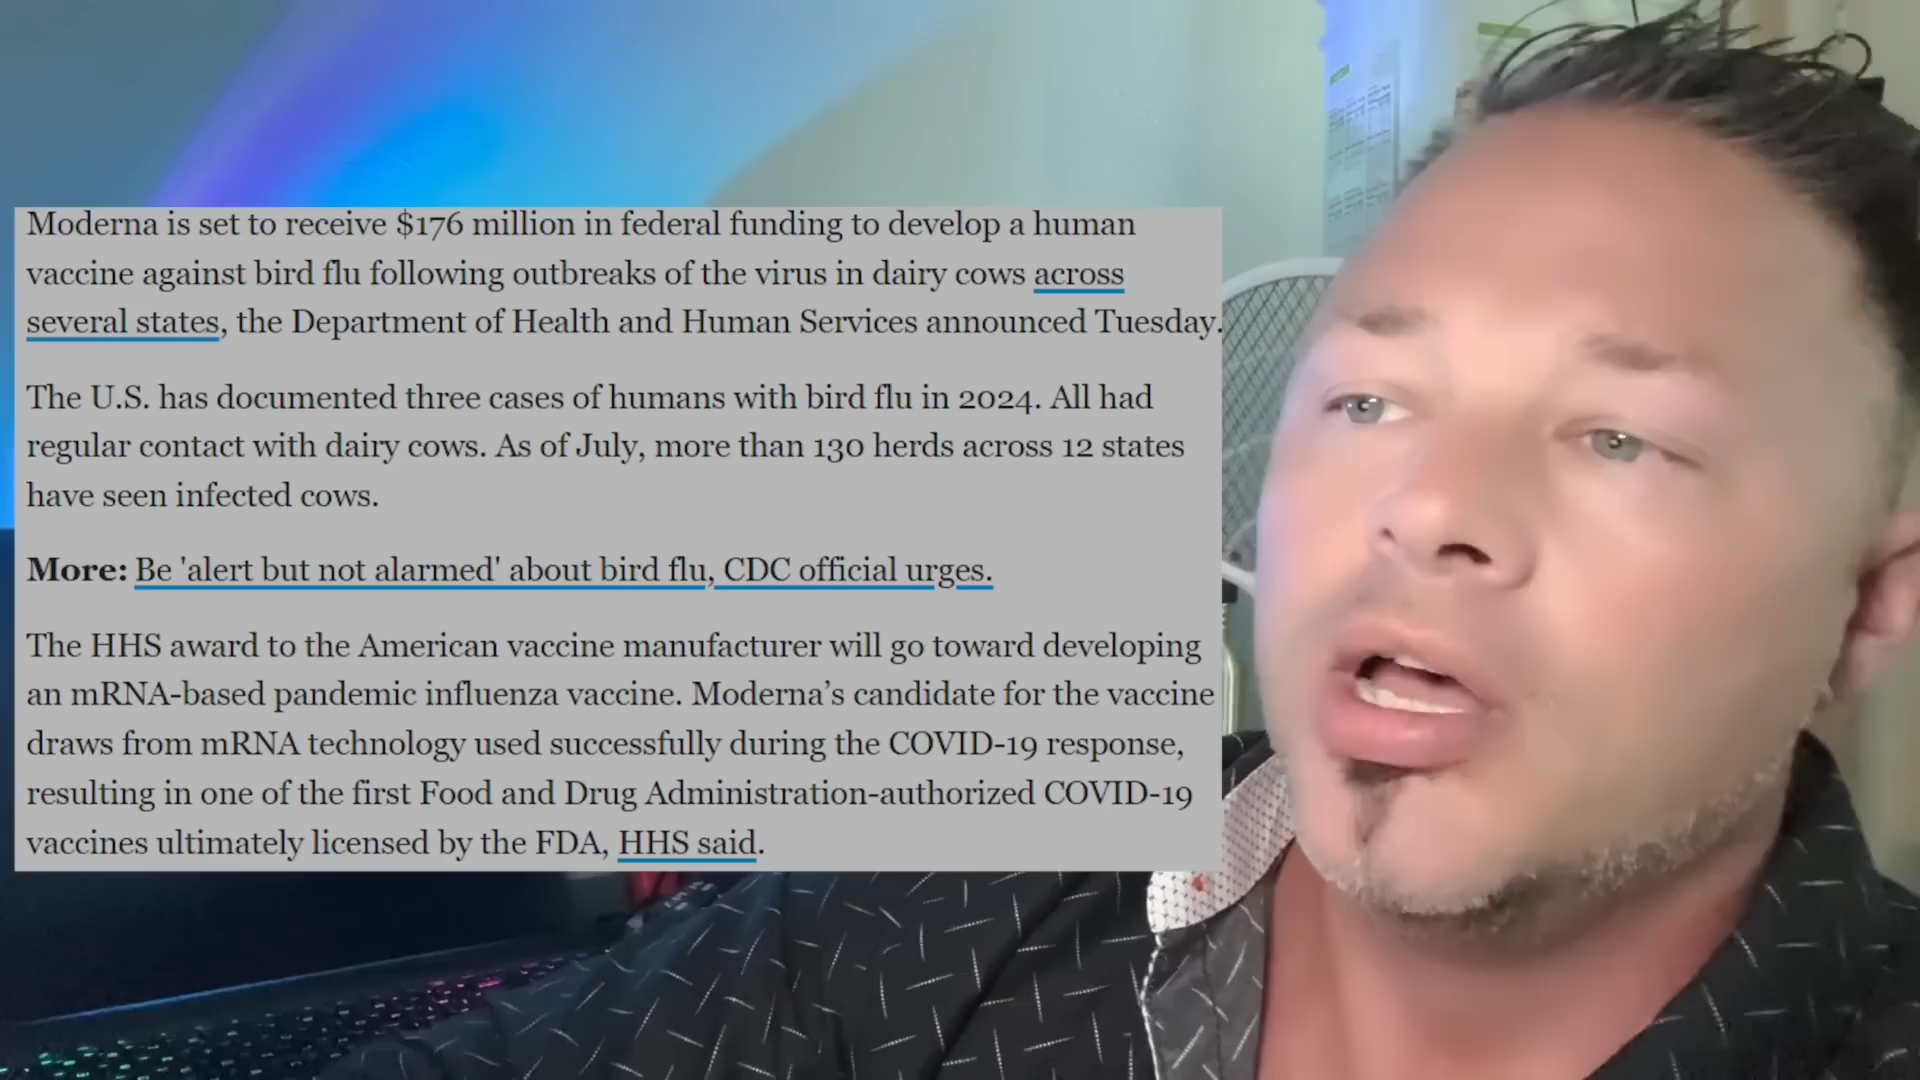 Moderna is set to receive $176 million in federal funding to develop a human
vaccine against bird flu following outbreaks of the virus in dairy cows across
several states, the Department of Health and Human Services announced Tuesday.
The U.S. has documented three cases of humans with bird flu in 2024. All had
regular contact with dairy cows. As of July, more than 130 herds across 12 states
have seen infected cows.
More: Be 'alert but not alarmed' about bird flu, CDC official urges.
The HHS award to the American vaccine manufacturer will go toward developing
an mRNA-based pandemic influenza vaccine. Moderna’s candidate for the vaccine
draws from mRNA technology used successfully during the COVID-19 response,
resulting in one of the first Food and Drug Administration-authorized COVID-19
vaccines ultimately licensed by the FDA, HHS said.